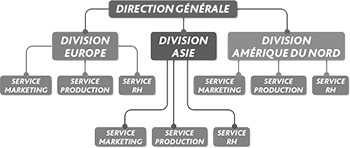 DIRECTION GÉNÉRALE
DIVISION
EUROPE
DIVISION
ASIE
DIVISION
AMÉRIQUE DU NORD
SERVICE
MARKETING
SERVICE
PRODUCTION
SERVICE
RH
SERVICE
MARKETING
SERVICE
PRODUCTION
SERVICE
RH
SERVICE
MARKETING
SERVICE
PRODUCTION
SERVICE
RH